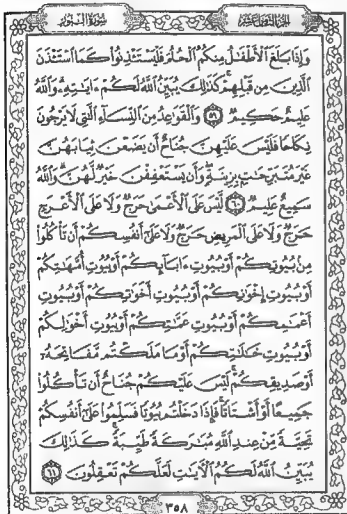 الجزء الثامن عشر
سورة النور
وَإِذَا بَلَغَ ٱلْأَطْفَٰلُ مِنكُمُ ٱلْحُلُمَ فَلْيَسْتَـْٔذِنُوا۟ كَمَا ٱسْتَـْٔذَنَ
ٱلَّذِينَ مِن قَبْلِهِمْ ۚ كَذَٰلِكَ يُبَيِّنُ ٱللَّهُ لَكُمْ ءَايَٰتِهِۦ ۗ وَٱللَّهُ
عَلِيمٌ حَكِيمٌ ٥٩ وَٱلْقَوَٰعِدُ مِنَ ٱلنِّسَآءِ ٱلَّٰتِى لَا يَرْجُونَ
نِكَاحًا فَلَيْسَ عَلَيْهِنَّ جُنَاحٌ أَن يَضَعْنَ ثِيَابَهُنَّ
غَيْرَ مُتَبَرِّجَٰتٍۭ بِزِينَةٍ ۖ وَأَن يَسْتَعْفِفْنَ خَيْرٌ لَّهُنَّ ۗ وَٱللَّهُ
سَمِيعٌ عَلِيمٌ ٦٠ لَّيْسَ عَلَى ٱلْأَعْمَىٰ حَرَجٌ وَلَا عَلَى ٱلْأَعْرَجِ
حَرَجٌ وَلَا عَلَى ٱلْمَرِيضِ حَرَجٌ وَلَا عَلَىٰٓ أَنفُسِكُمْ أَن تَأْكُلُوا۟
مِنۢ بُيُوتِكُمْ أَوْ بُيُوتِ ءَابَآئِكُمْ أَوْ بُيُوتِ أُمَّهَٰتِكُمْ
أَوْ بُيُوتِ إِخْوَٰنِكُمْ أَوْ بُيُوتِ أَخَوَٰتِكُمْ أَوْ بُيُوتِ
أَعْمَٰمِكُمْ أَوْ بُيُوتِ عَمَّٰتِكُمْ أَوْ بُيُوتِ أَخْوَٰلِكُمْ
أَوْ بُيُوتِ خَٰلَٰتِكُمْ أَوْ مَا مَلَكْتُم مَّفَاتِحَهُۥٓ
أَوْ صَدِيقِكُمْ ۚ لَيْسَ عَلَيْكُمْ جُنَاحٌ أَن تَأْكُلُوا۟
جَمِيعًا أَوْ أَشْتَاتًا ۚ فَإِذَا دَخَلْتُم بُيُوتًا فَسَلِّمُوا۟ عَلَىٰٓ أَنفُسِكُمْ
تَحِيَّةً مِّنْ عِندِ ٱللَّهِ مُبَٰرَكَةً طَيِّبَةً ۚ كَذَٰلِكَ
يُبَيِّنُ ٱللَّهُ لَكُمُ ٱلْءَايَٰتِ لَعَلَّكُمْ تَعْقِلُونَ ٦١
٣٥٨